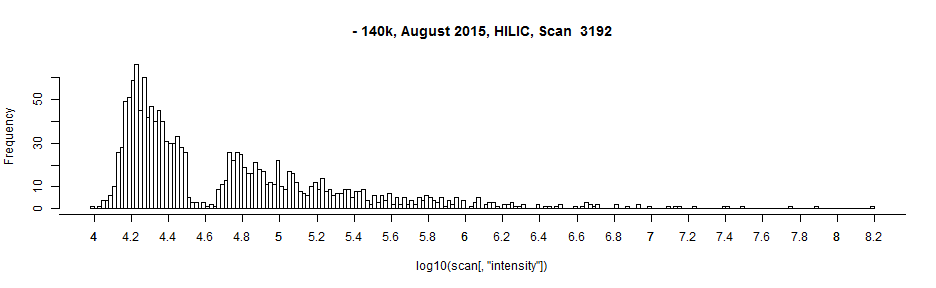 - 140k, August 2015, HILIC, Scan  3192
Frequency
0
10
30
50
4 4.2 4.4 4.6 4.8 5 5.2 5.4 5.6 5.8 6 6.2 6.4 6.6 6.8 7 7.2 7.4 7.6 7.8 8 8.2
log10(scan[, "intensity"])